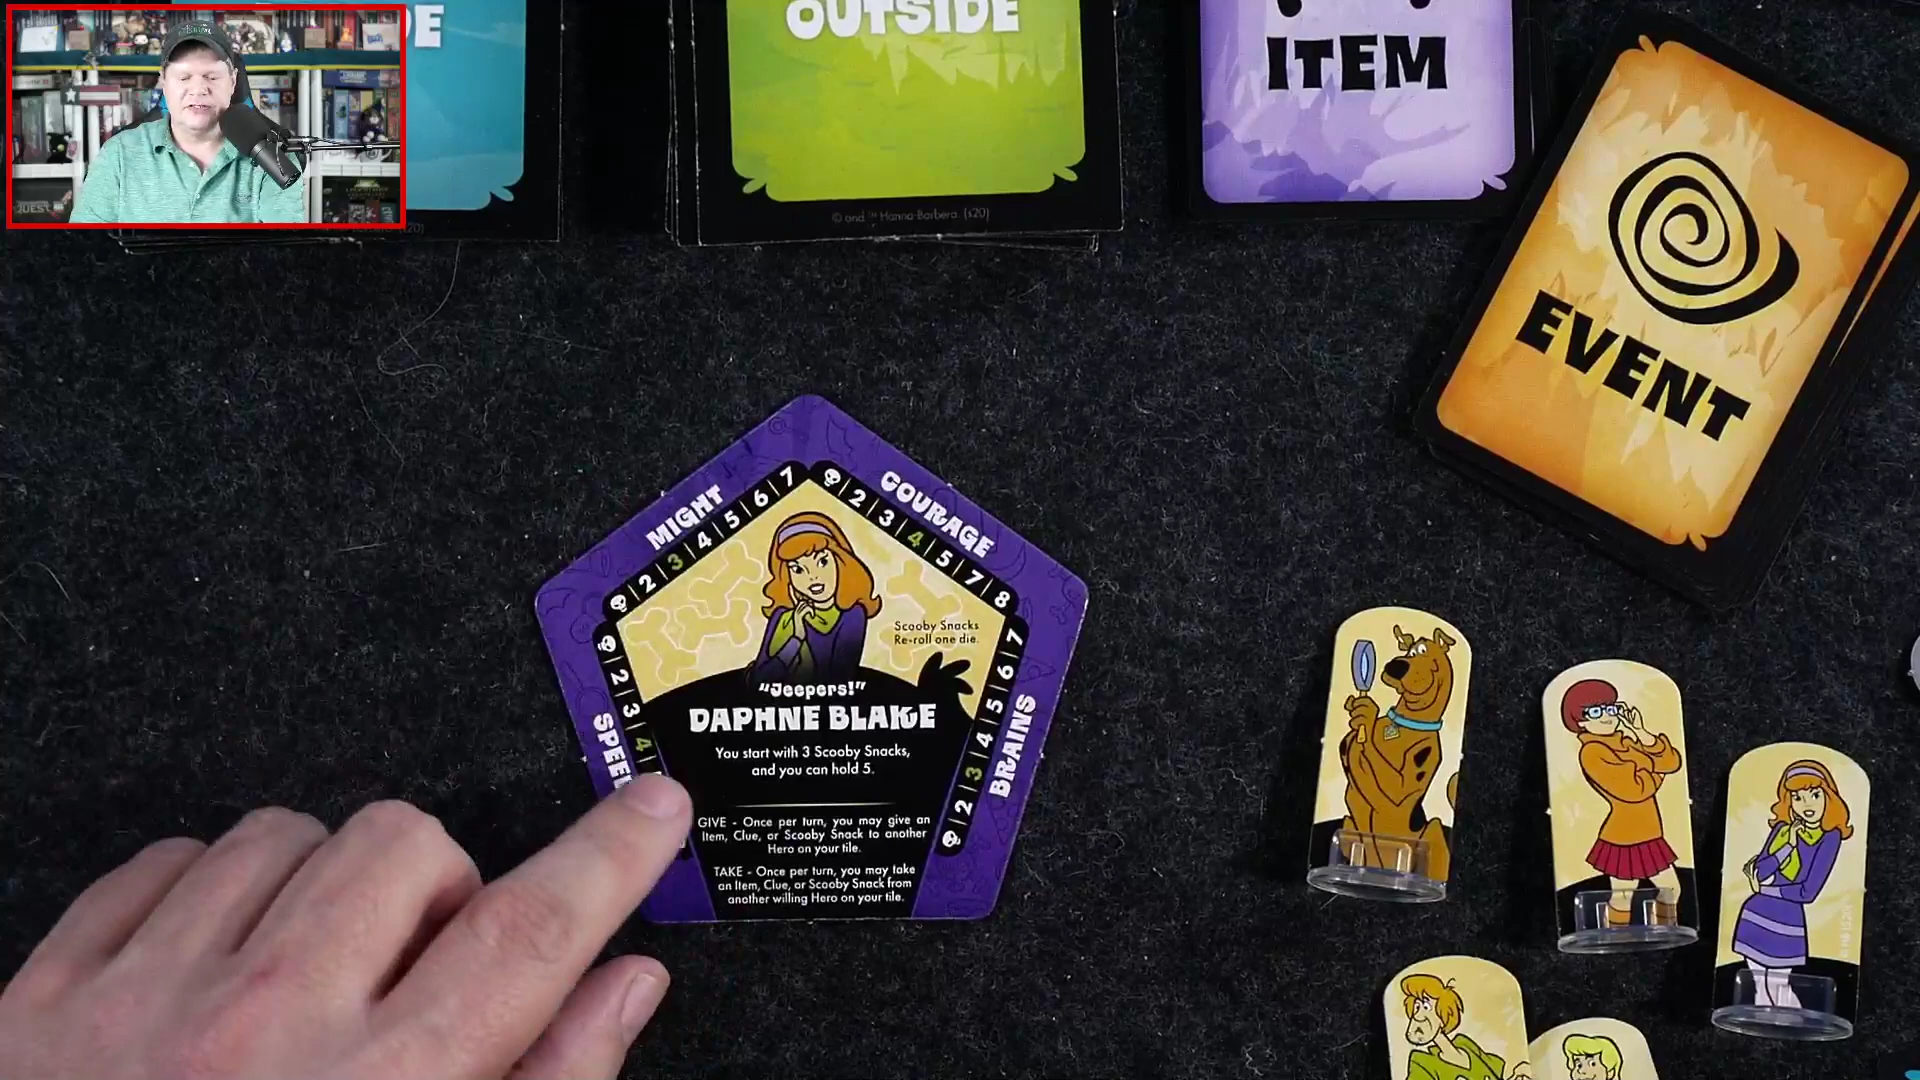 DE
OUTSIDE
© and ™ Hanna-Barbera. (s20)
ITEM
EVENT
MIGHT
2 3 4 5 6 7
COURAGE
2 3 4 5 7 8
SPEE
2 3 4
BRAINS
2 3 4 5 6 7
Scooby Snacks
Re-roll one die.
"Jeepers!"
DAPHNE BLAKE
You start with 3 Scooby Snacks,
and you can hold 5.
GIVE - Once per turn, you may give an
Item, Clue, or Scooby Snack to another
Hero on your tile.
TAKE - Once per turn, you may take
an Item, Clue, or Scooby Snack from
another willing Hero on your tile.